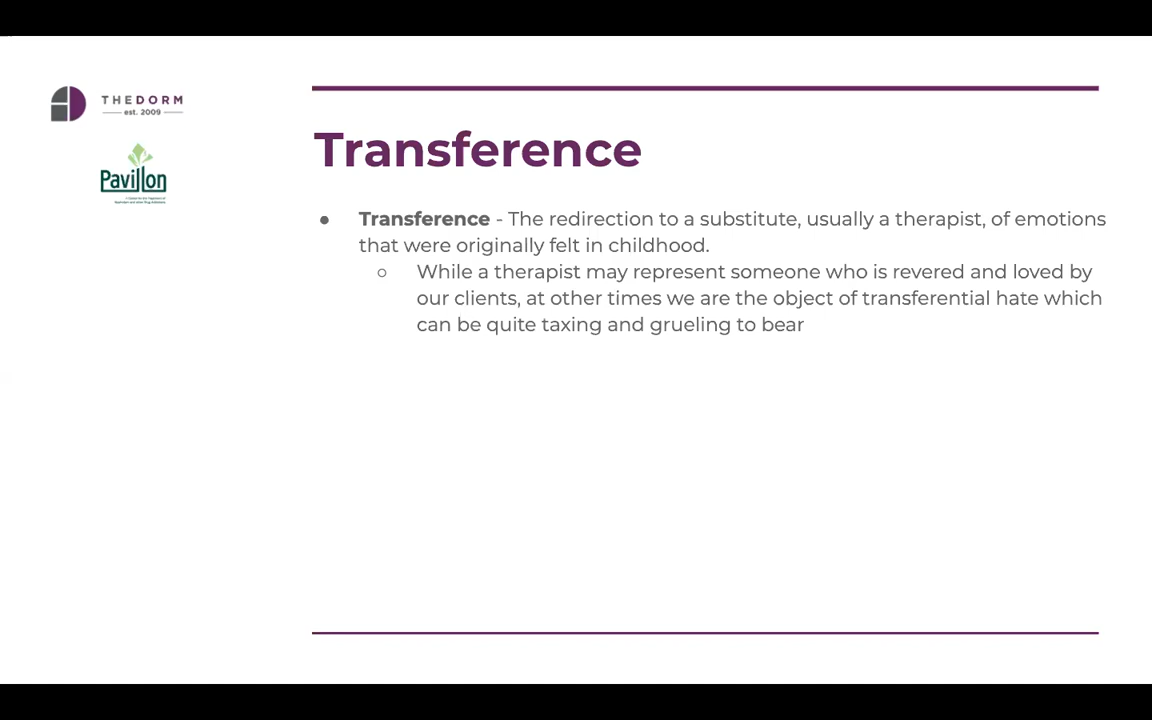 THEDORM
est. 2009
Pavillon
Transference
● Transference - The redirection to a substitute, usually a therapist, of emotions
that were originally felt in childhood.
○ While a therapist may represent someone who is revered and loved by
our clients, at other times we are the object of transferential hate which
can be quite taxing and grueling to bear